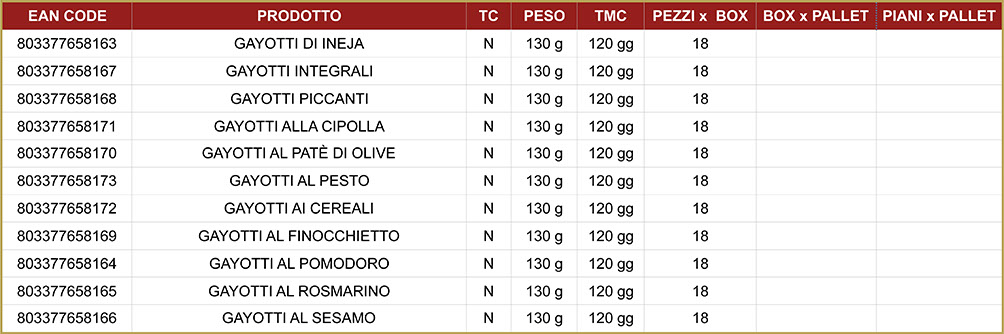 EAN CODE PRODOTTO TC PESO TMC PEZZI x BOX BOX x PALLET PIANI x PALLET
803377658163 GAYOTTI DI INEJA N 130 g 120 gg 18
803377658167 GAYOTTI INTEGRALI N 130 g 120 gg 18
803377658168 GAYOTTI PICCANTI N 130 g 120 gg 18
803377658171 GAYOTTI ALLA CIPOLLA N 130 g 120 gg 18
803377658170 GAYOTTI AL PATÈ DI OLIVE N 130 g 120 gg 18
803377658173 GAYOTTI AL PESTO N 130 g 120 gg 18
803377658172 GAYOTTI AI CEREALI N 130 g 120 gg 18
803377658169 GAYOTTI AL FINOCCHIETTO N 130 g 120 gg 18
803377658164 GAYOTTI AL POMODORO N 130 g 120 gg 18
803377658165 GAYOTTI AL ROSMARINO N 130 g 120 gg 18
803377658166 GAYOTTI AL SESAMO N 130 g 120 gg 18